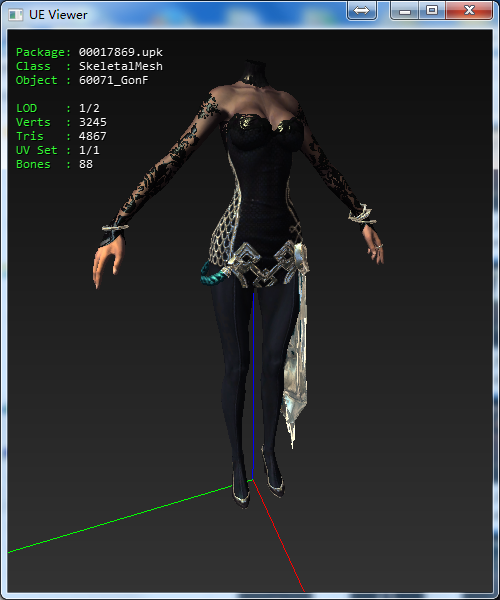 UE Viewer
Package: 00017869.upk
Class  : SkeletalMesh
Object : 60071_GonF
LOD    : 1/2
Verts  : 3245
Tris   : 4867
UV Set : 1/1
Bones  : 88